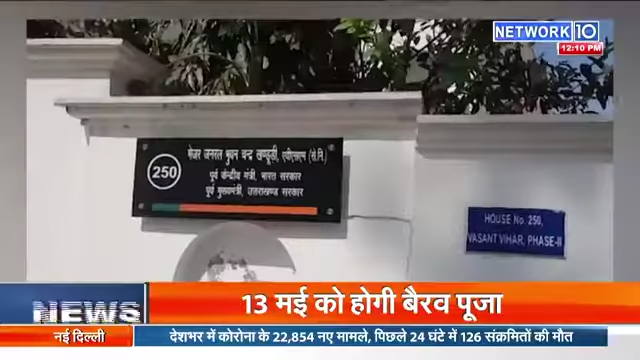 NETWORK 10
12:10 PM
250
मेजर जनरल भुवन चन्द्र खण्डूड़ी, एवीएसएम (से.नि.)
पूर्व केन्द्रीय मंत्री, भारत सरकार
पूर्व मुख्यमंत्री, उत्तराखण्ड सरकार
HOUSE No. 250,
VASANT VIHAR, PHASE-II
NEWS
13 मई को होगी बैरव पूजा
नई दिल्ली
देशभर में कोरोना के 22,854 नए मामले, पिछले 24 घंटे में 126 संक्रमितों की मौत